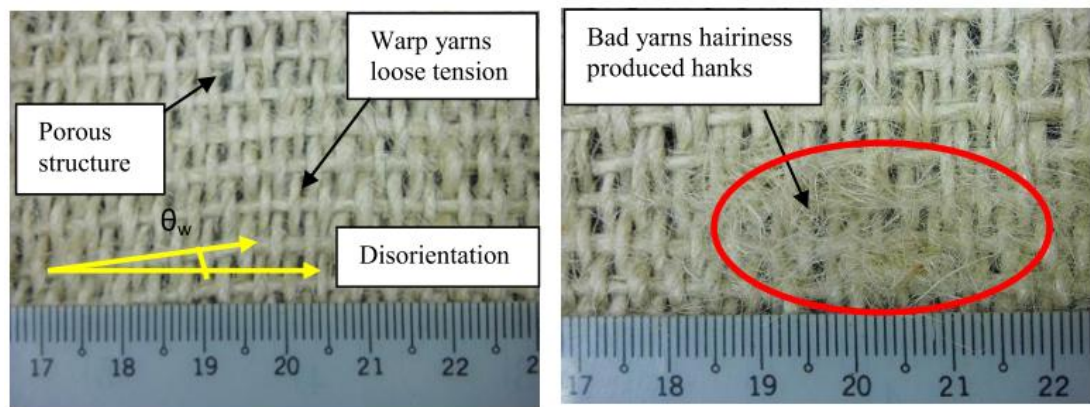 Warp yarns
loose tension
Porous
structure
θw
Disorientation
17 18 19 20 21 22 2
Bad yarns hairiness
produced hanks
17 18 19 20 21 22